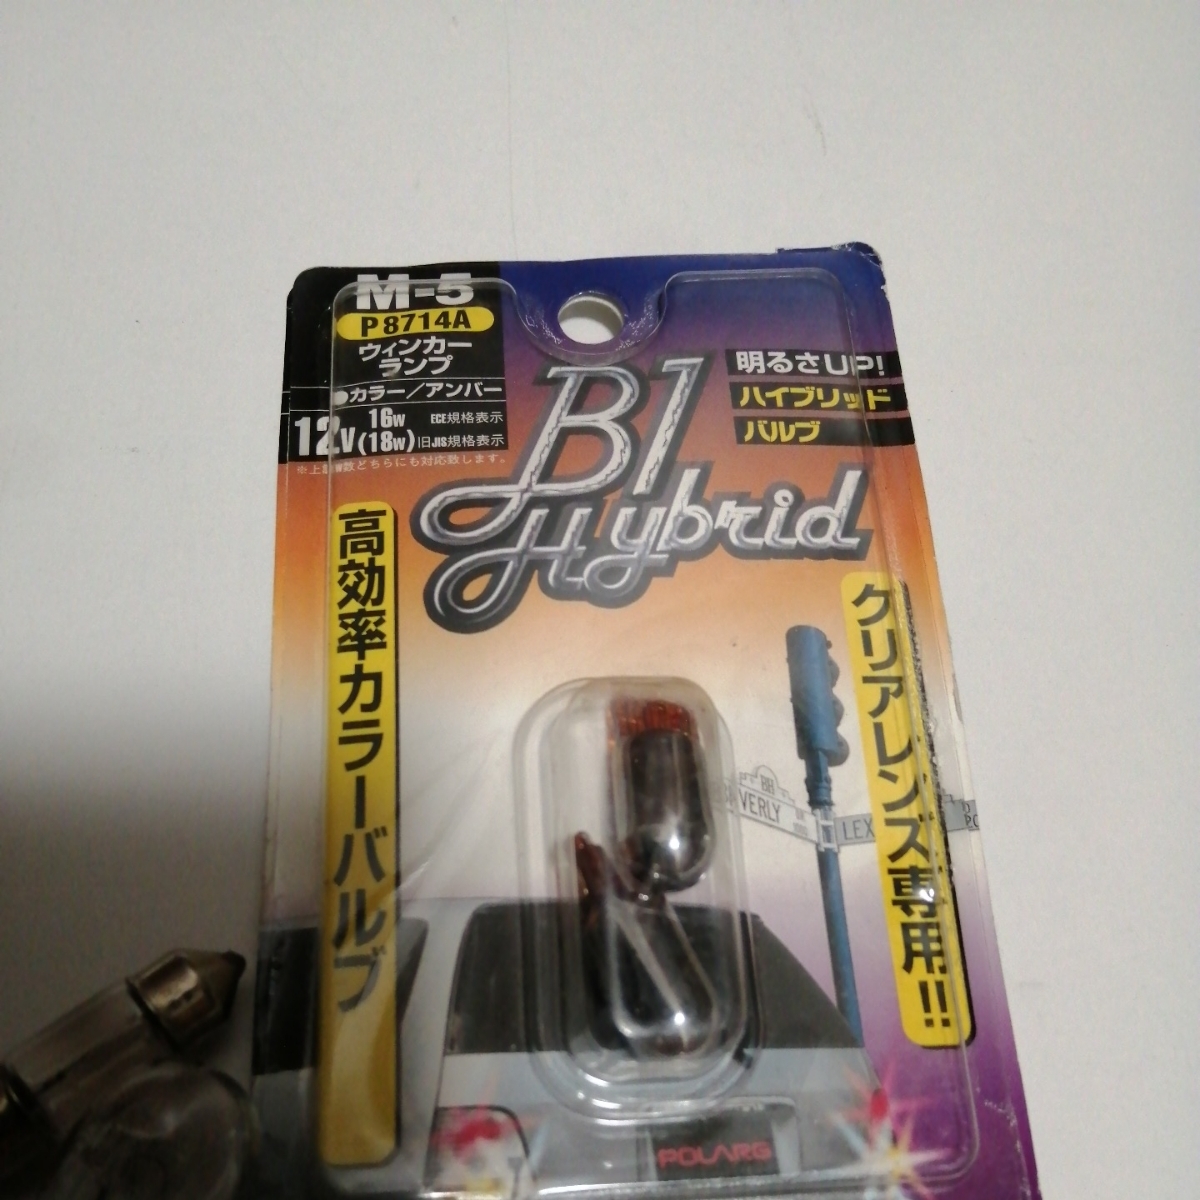 M-5
P8714A
ウィンカー
ランプ
●カラー／アンバー
12V 16W ECE規格表示
(18W) 旧JIS規格表示
明るさUP!
ハイブリッド
バルブ
B1
Hybrid
高効率カラーバルブ
クリアレンズ専用!!
VERLY
LEX
POLARG